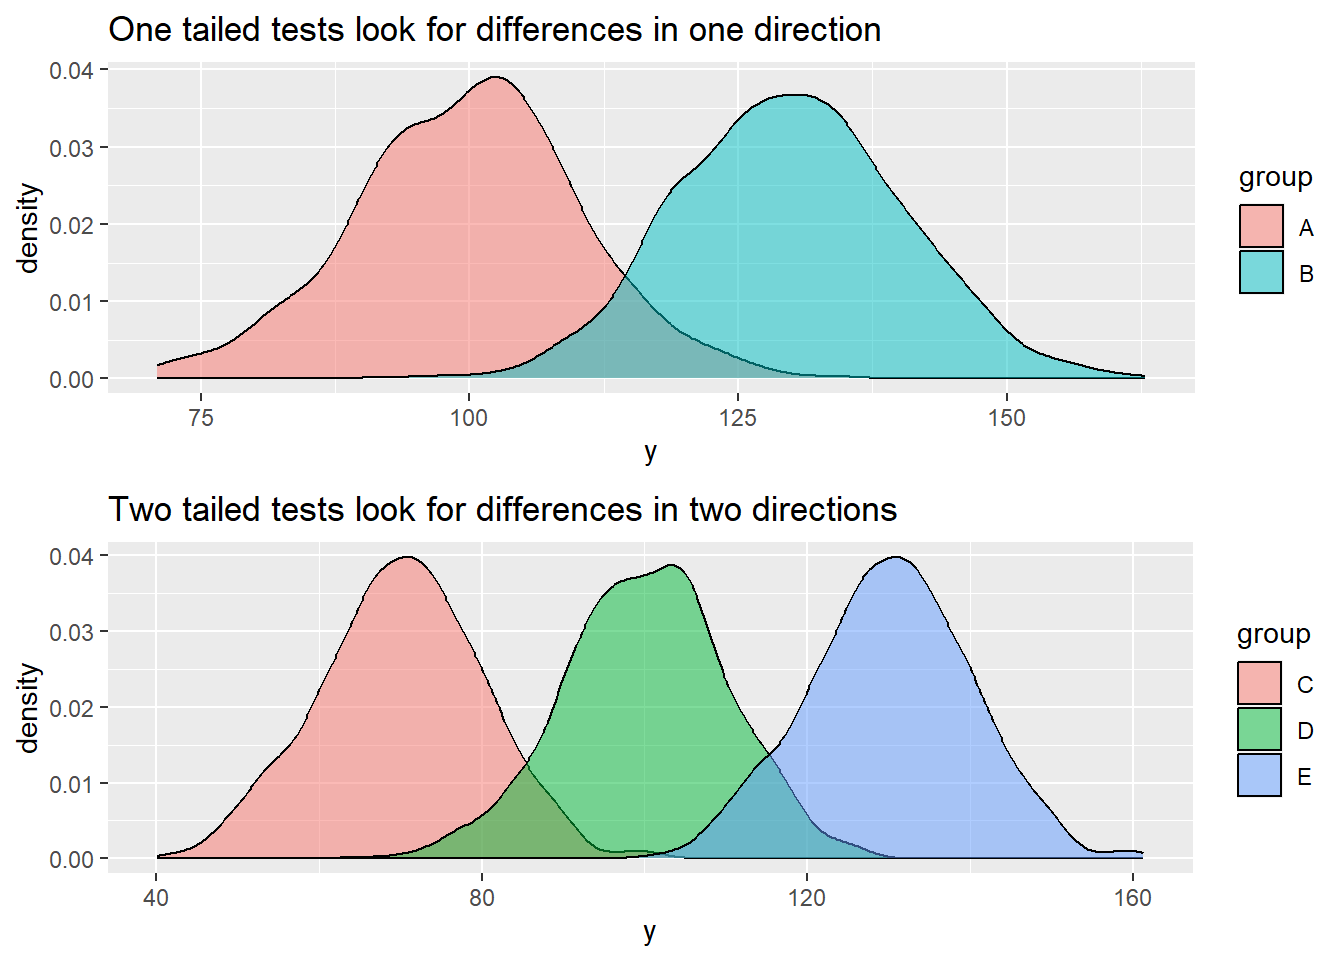 One tailed tests look for differences in one direction
0.04
0.03
0.02
0.01
0.00
density
75 100 125 150
y
group
A
B
Two tailed tests look for differences in two directions
0.04
0.03
0.02
0.01
0.00
density
40 80 120 160
y
group
C
D
E